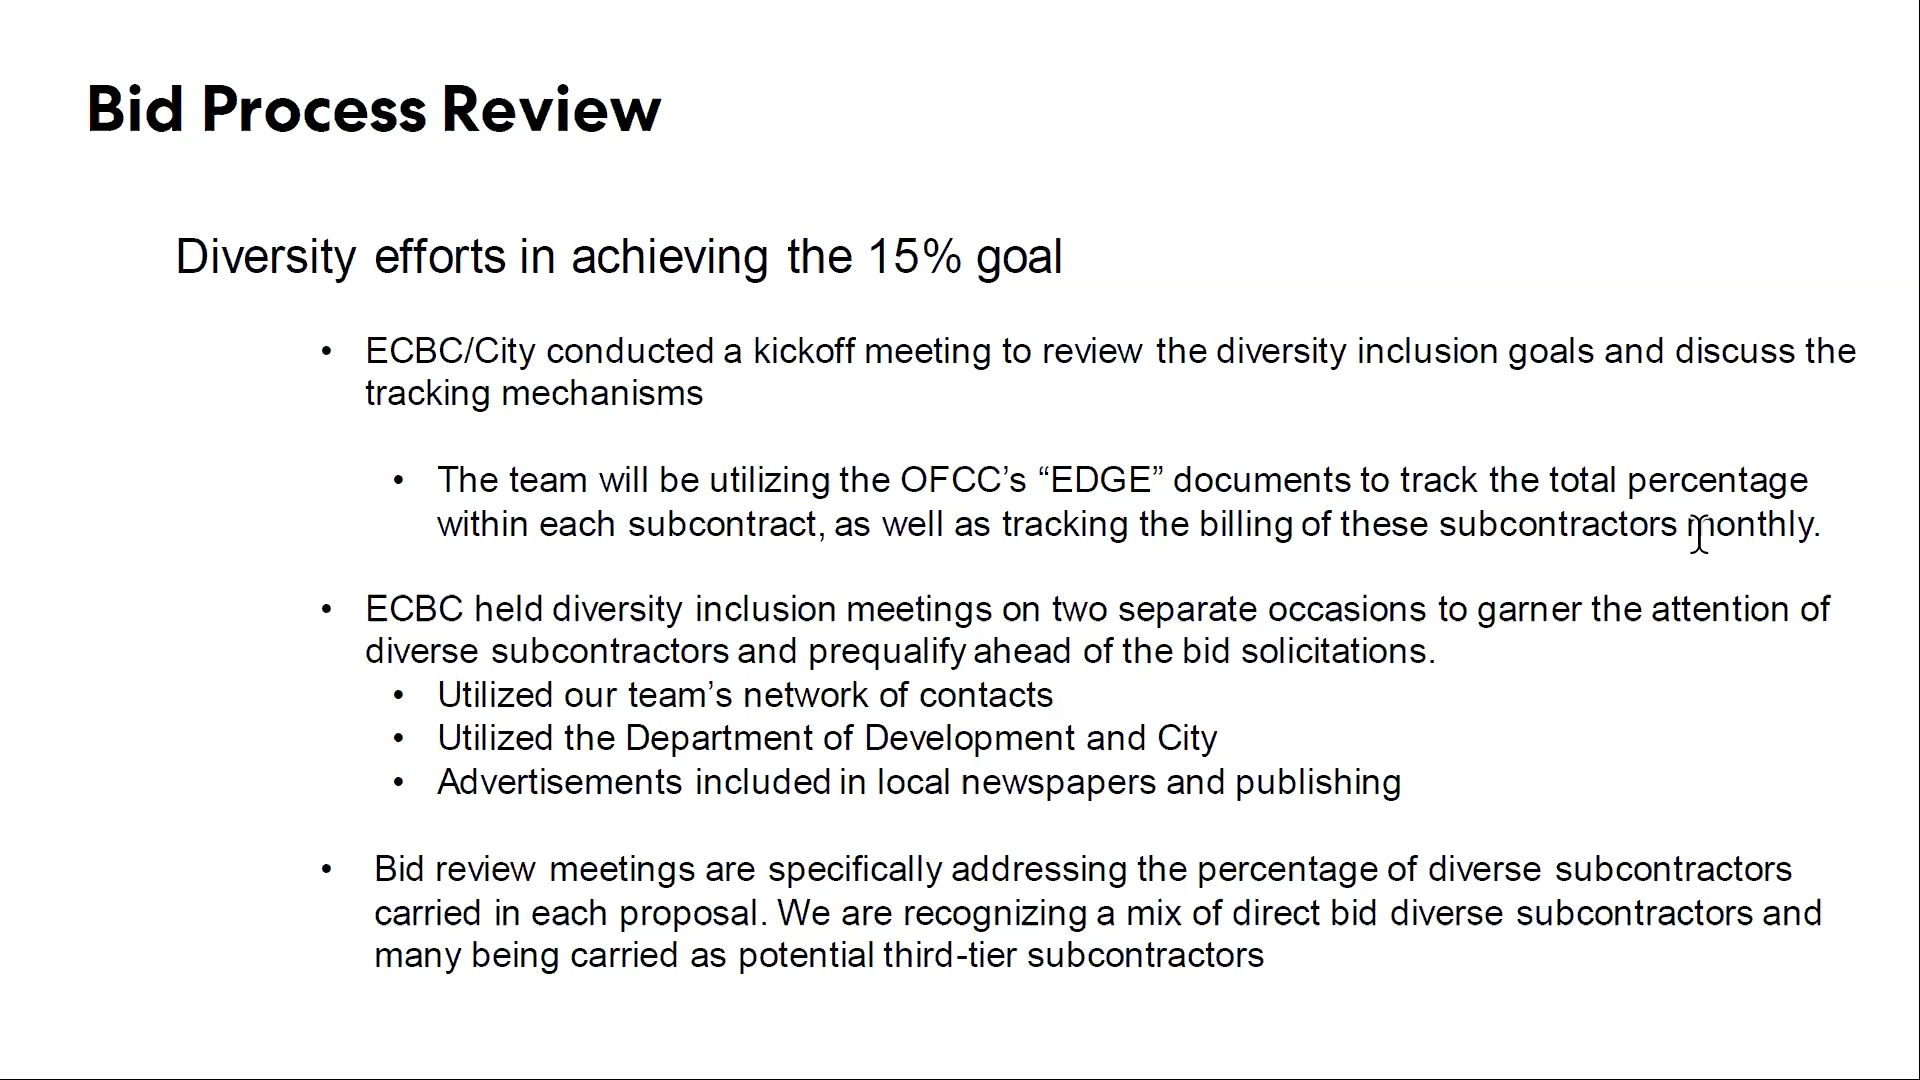 Bid Process Review
Diversity efforts in achieving the 15% goal
• ECBC/City conducted a kickoff meeting to review the diversity inclusion goals and discuss the
tracking mechanisms
• The team will be utilizing the OFCC’s “EDGE” documents to track the total percentage
within each subcontract, as well as tracking the billing of these subcontractors monthly.
• ECBC held diversity inclusion meetings on two separate occasions to garner the attention of
diverse subcontractors and prequalify ahead of the bid solicitations.
• Utilized our team’s network of contacts
• Utilized the Department of Development and City
• Advertisements included in local newspapers and publishing
• Bid review meetings are specifically addressing the percentage of diverse subcontractors
carried in each proposal. We are recognizing a mix of direct bid diverse subcontractors and
many being carried as potential third-tier subcontractors